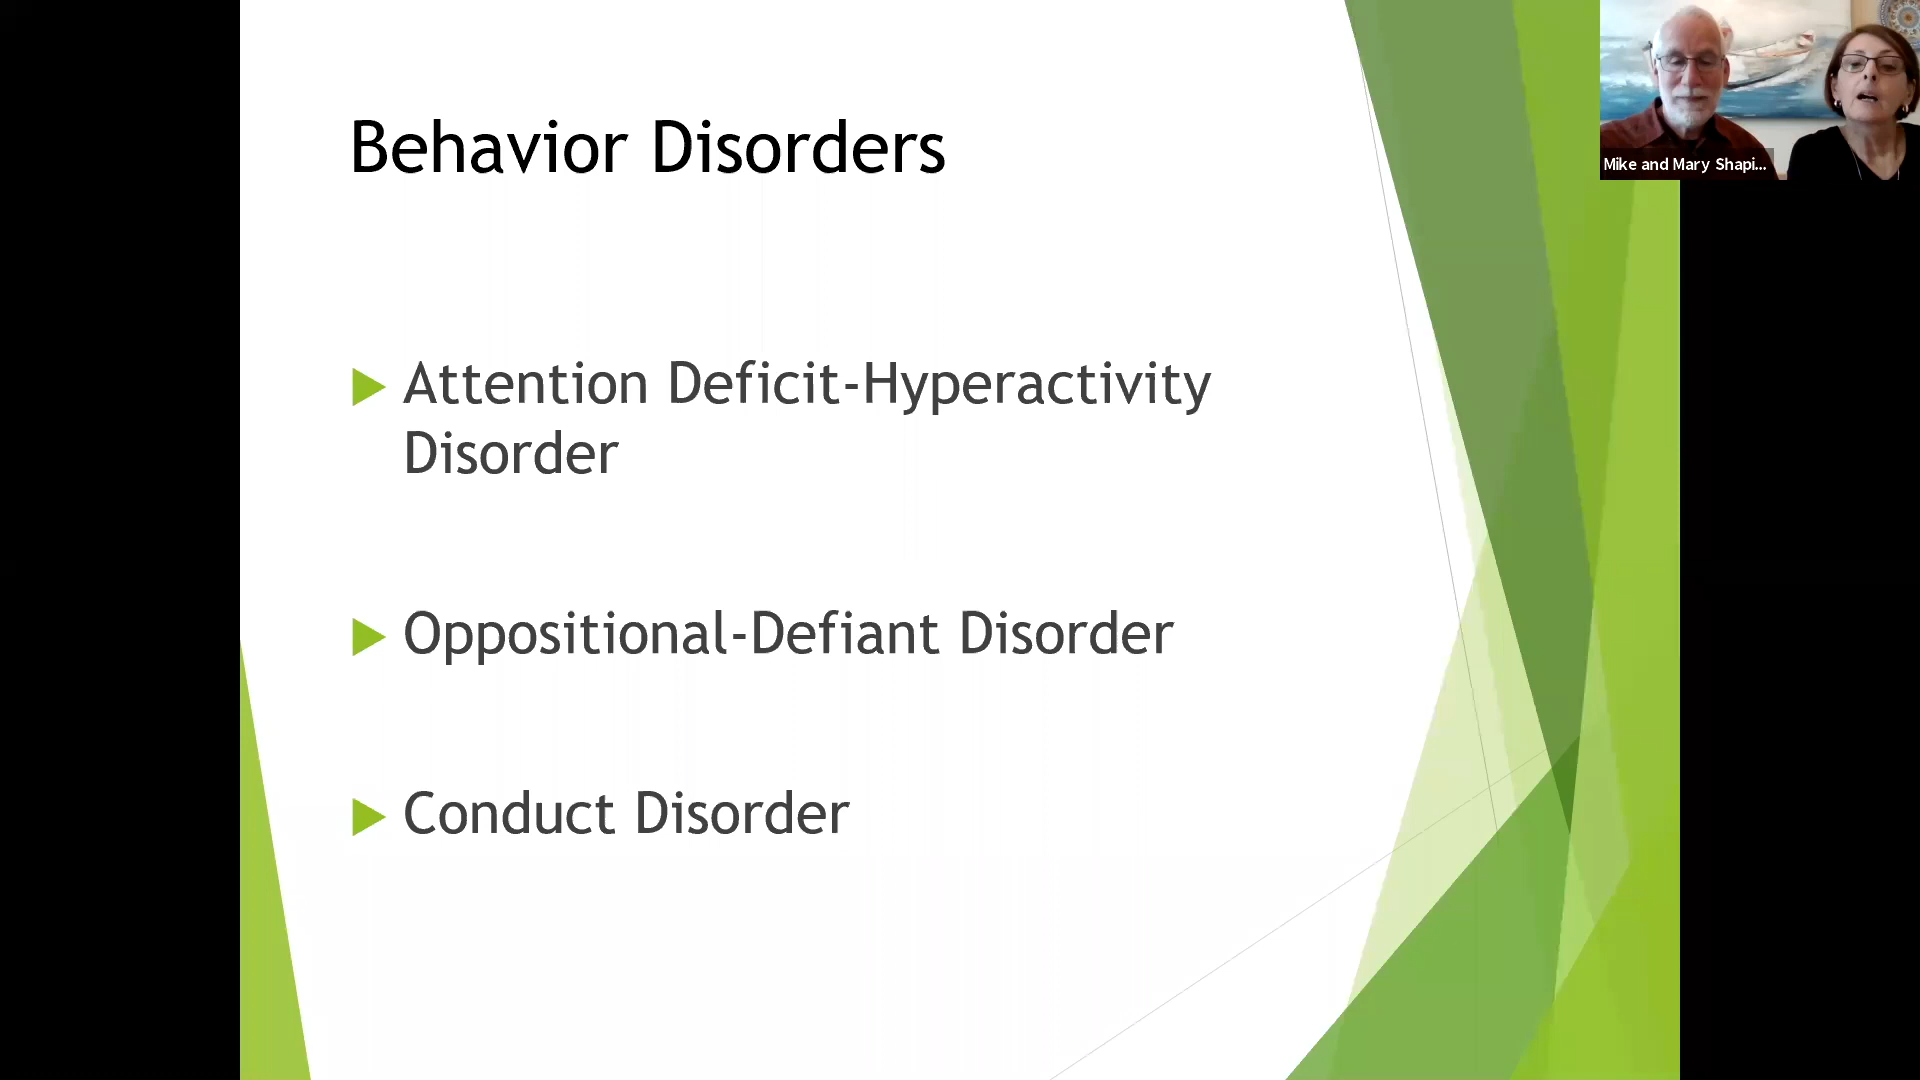 Behavior Disorders
Mike and Mary Shapi...
Attention Deficit-Hyperactivity
Disorder
Oppositional-Defiant Disorder
Conduct Disorder